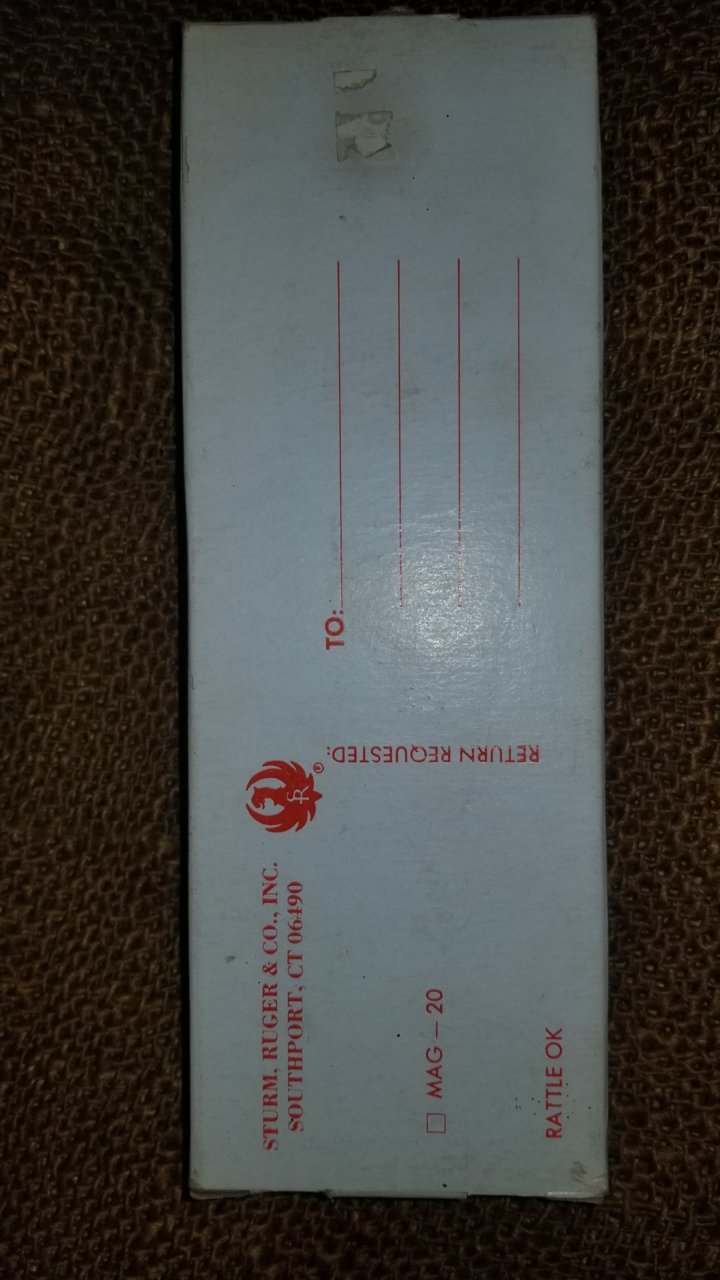 STURM, RUGER & CO., INC.
SOUTHPORT, CT 06490
R®
RETURN REQUESTED:
TO:
MAG — 20
RATTLE OK